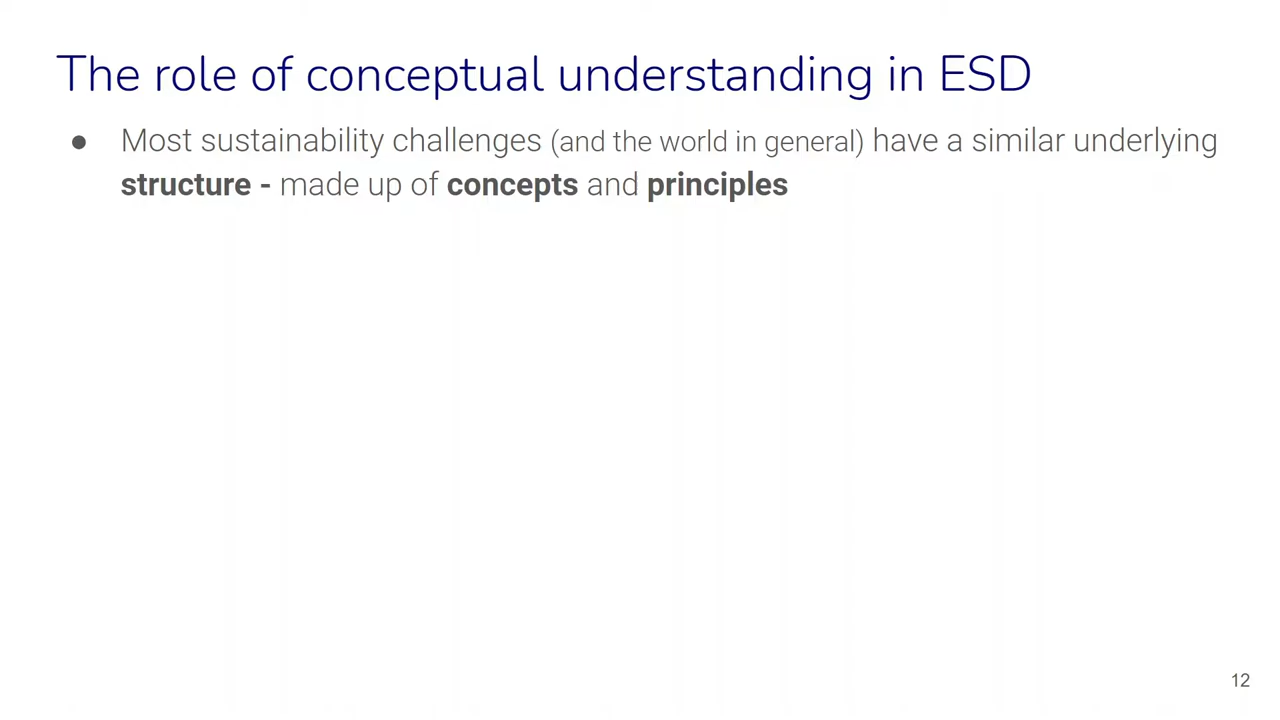 The role of conceptual understanding in ESD
● Most sustainability challenges (and the world in general) have a similar underlying
structure - made up of concepts and principles
12